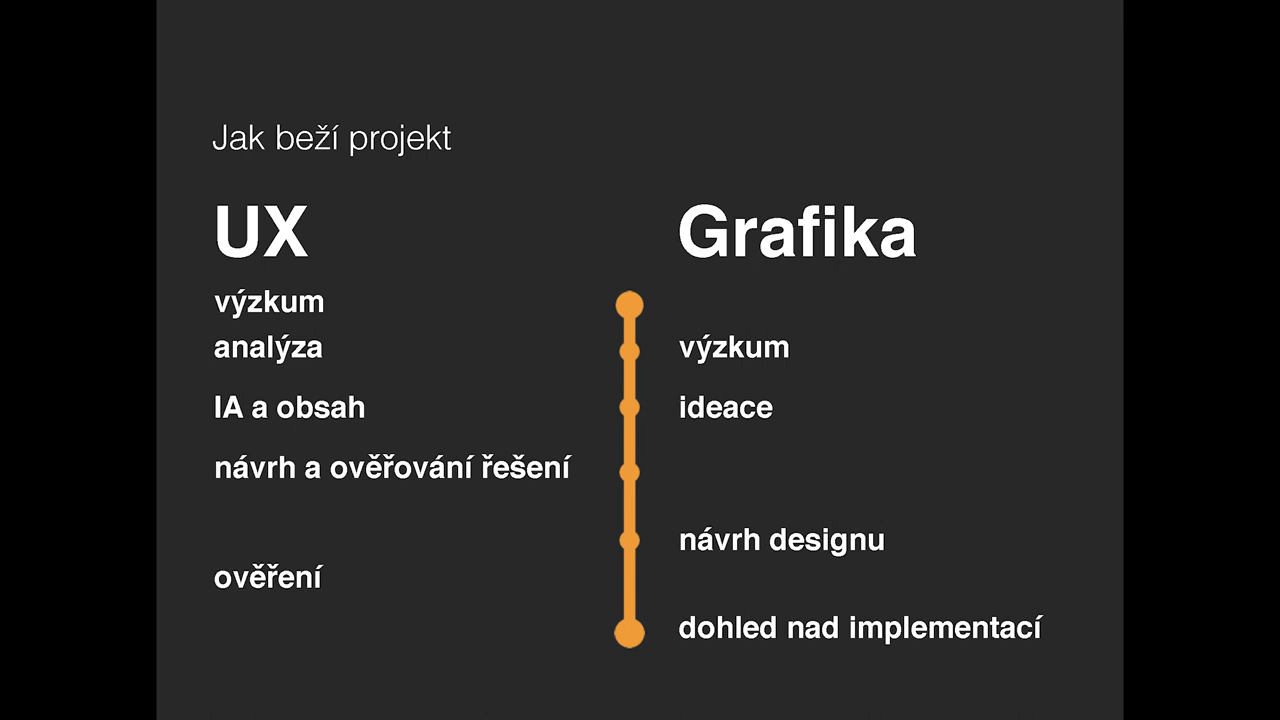 Jak beží projekt
UX
výzkum
analýza
IA a obsah
návrh a ověřování řešení
ověření
Grafika
výzkum
ideace
návrh designu
dohled nad implementací